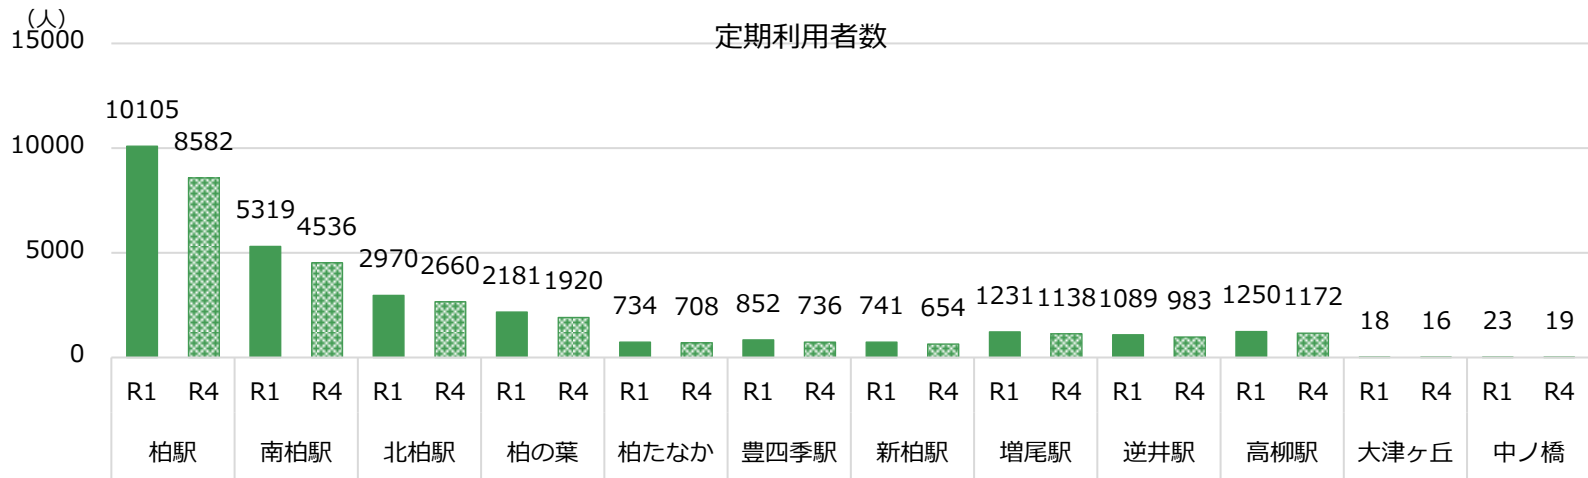 （人）
定期利用者数
15000
10000
5000
0
10105 8582 5319 4536 2970 2660 2181 1920 734 708 852 736 741 654 1231 1138 1089 983 1250 1172 18 16 23 19
R1 R4 R1 R4 R1 R4 R1 R4 R1 R4 R1 R4 R1 R4 R1 R4 R1 R4 R1 R4 R1 R4 R1 R4
柏駅 南柏駅 北柏駅 柏の葉 柏たなか 豊四季駅 新柏駅 増尾駅 逆井駅 高柳駅 大津ヶ丘 中ノ橋